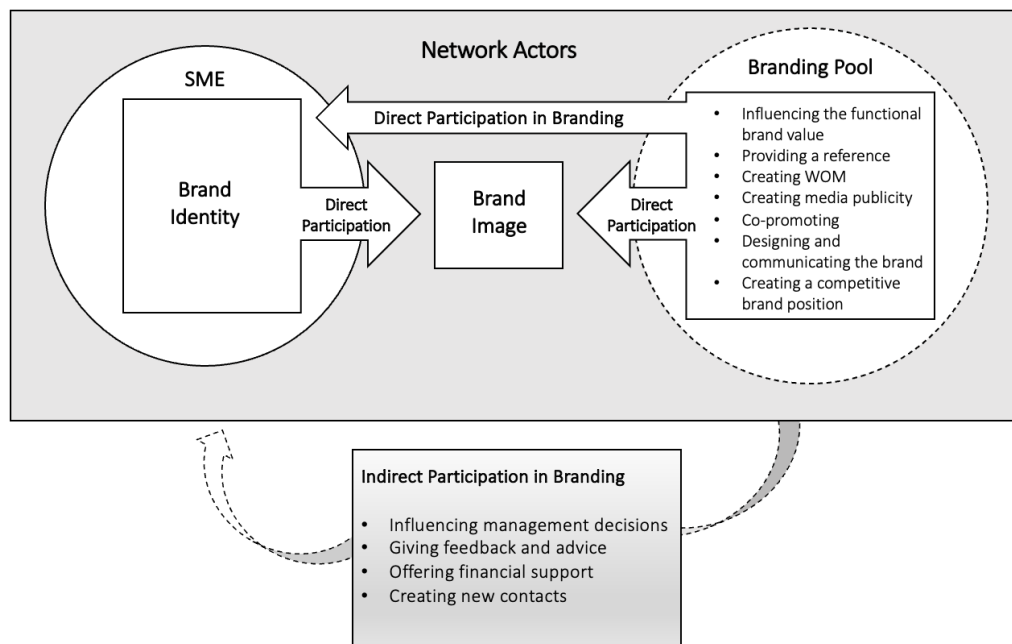 Network Actors
SME
Branding Pool
Direct Participation in Branding
Brand
Identity
Direct
Participation
Brand
Image
Direct
Participation
• Influencing the functional
brand value
• Providing a reference
• Creating WOM
• Creating media publicity
• Co-promoting
• Designing and
communicating the brand
• Creating a competitive
brand position
Indirect Participation in Branding
• Influencing management decisions
• Giving feedback and advice
• Offering financial support
• Creating new contacts